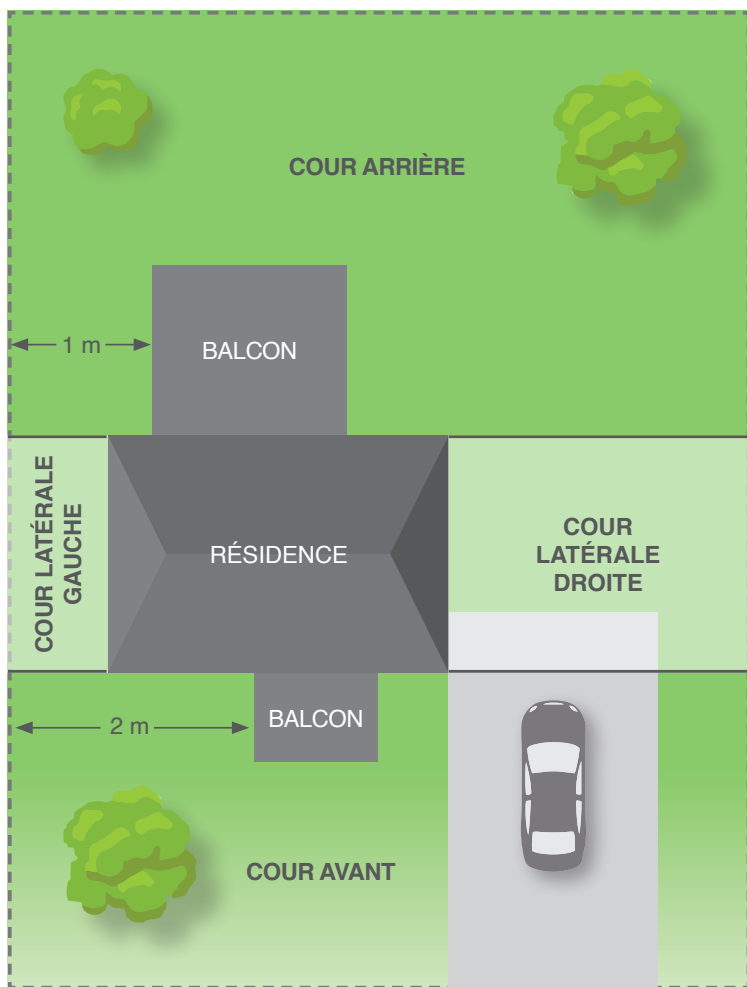 COUR ARRIÈRE
1 m
BALCON
COUR LATÉRALE
GAUCHE
RÉSIDENCE
COUR
LATÉRALE
DROITE
2 m
BALCON
COUR AVANT